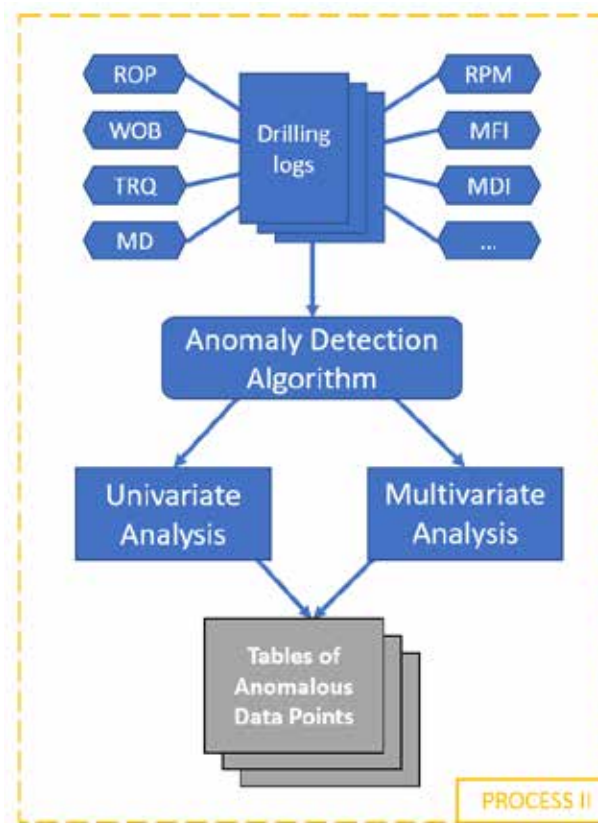 ROP
WOB
TRQ
MD
Drilling
logs
RPM
MFI
MDI
...
Anomaly Detection
Algorithm
Univariate
Analysis
Multivariate
Analysis
Tables of
Anomalous
Data Points
PROCESS II